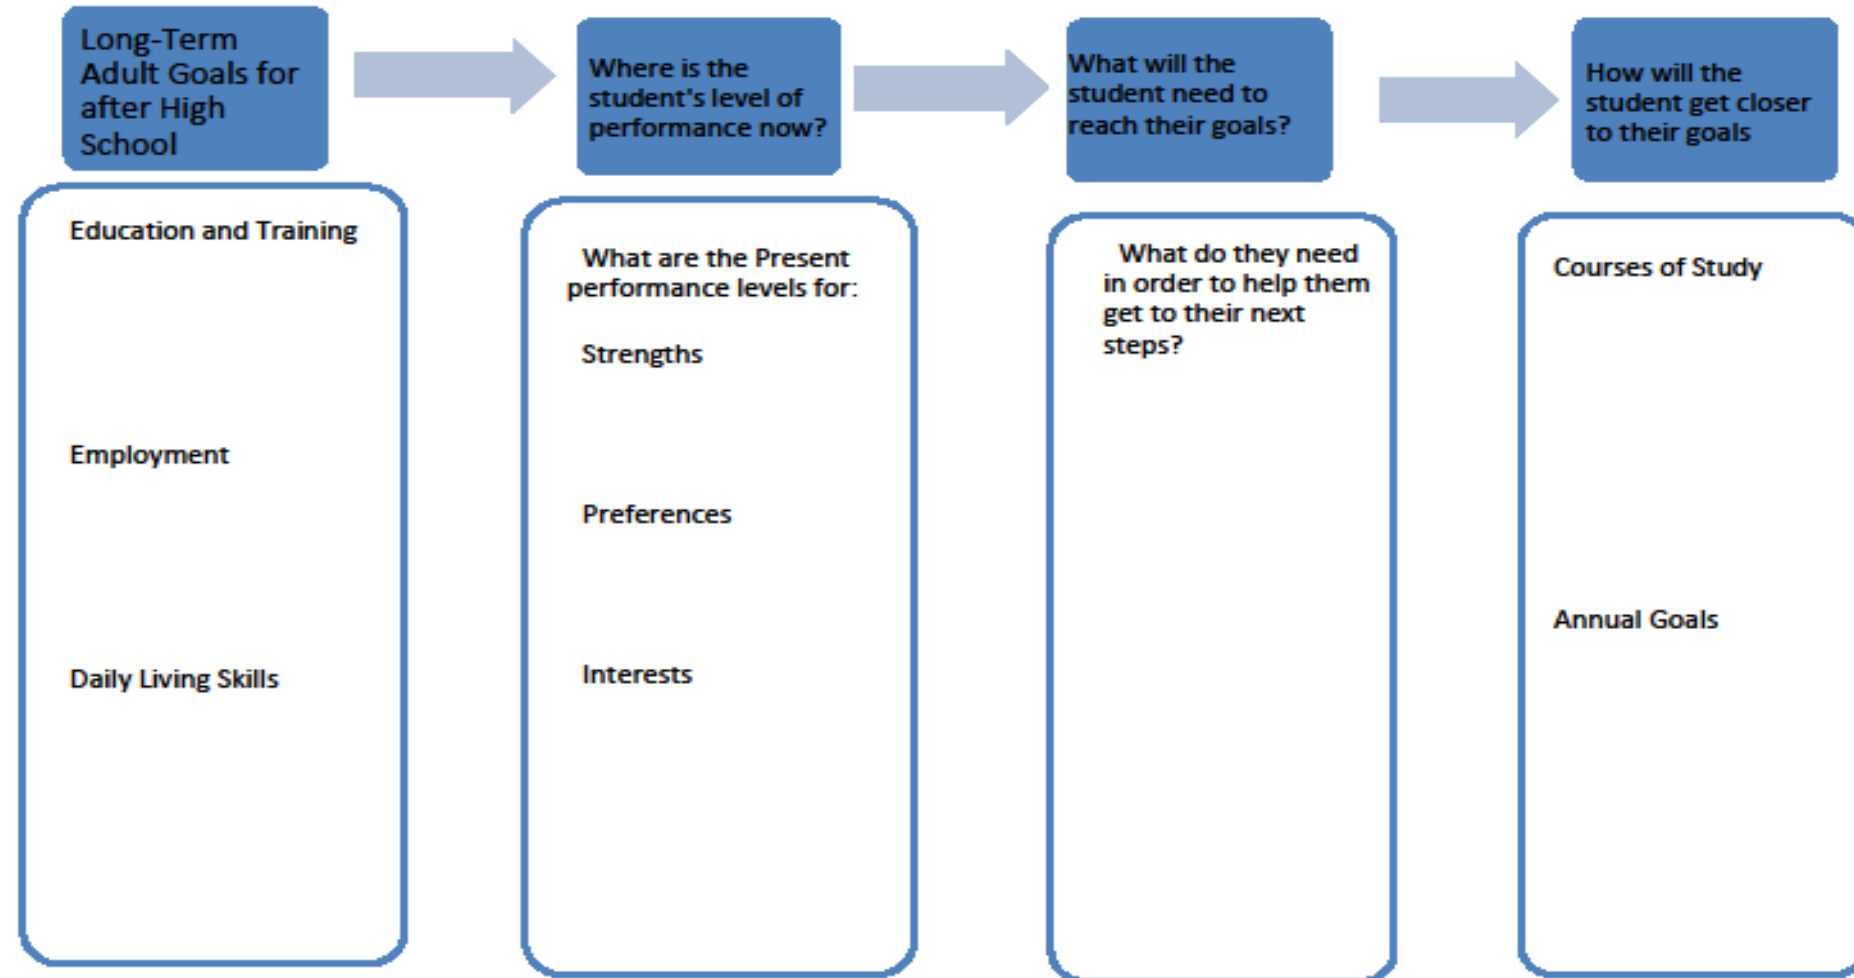 Long-Term
Adult Goals for
after High
School
Where is the
student's level of
performance now?
What will the
student need to
reach their goals?
How will the
student get closer
to their goals
Education and Training
Employment
Daily Living Skills
What are the Present
performance levels for:
Strengths
Preferences
Interests
What do they need
in order to help them
get to their next
steps?
Courses of Study
Annual Goals